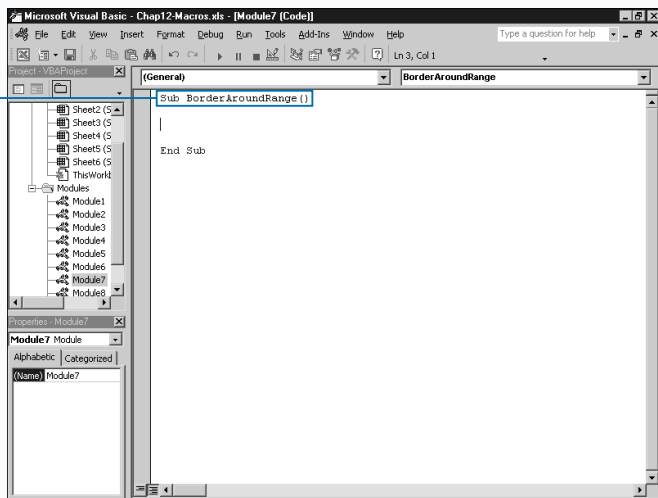 Microsoft Visual Basic - Chap12-Macros.xls - [Module7 (Code)]
File Edit View Insert Format Debug Run Tools Add-Ins Window Help Type a question for help
Ln 3, Col 1
Project - VBAProject
(General) BorderAroundRange
Sub BorderAroundRange()
End Sub
Sheet2 (S
Sheet3 (S
Sheet4 (S
Sheet5 (S
Sheet6 (S
ThisWorkb
Modules
Module1
Module2
Module3
Module4
Module5
Module6
Module7
Module8
Properties - Module7
Module7 Module
Alphabetic Categorized
(Name) Module7